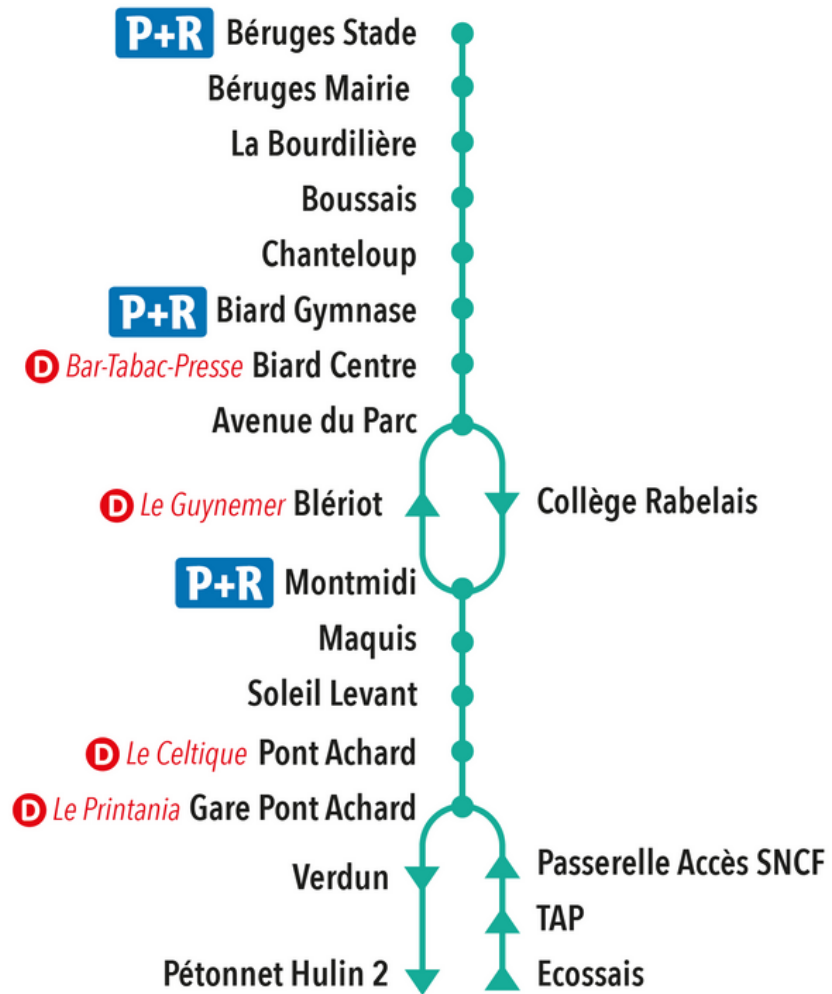 P+R Béruges Stade
Béruges Mairie
La Bourdilière
Boussais
Chanteloup
P+R Biard Gymnase
D Bar-Tabac-Presse Biard Centre
Avenue du Parc
D Le Guynemer Blériot
Collège Rabelais
P+R Montmidi
Maquis
Soleil Levant
D Le Celtique Pont Achard
D Le Printania Gare Pont Achard
Passerelle Accès SNCF
Verdun
TAP
Pétonnet Hulin 2
Ecossais